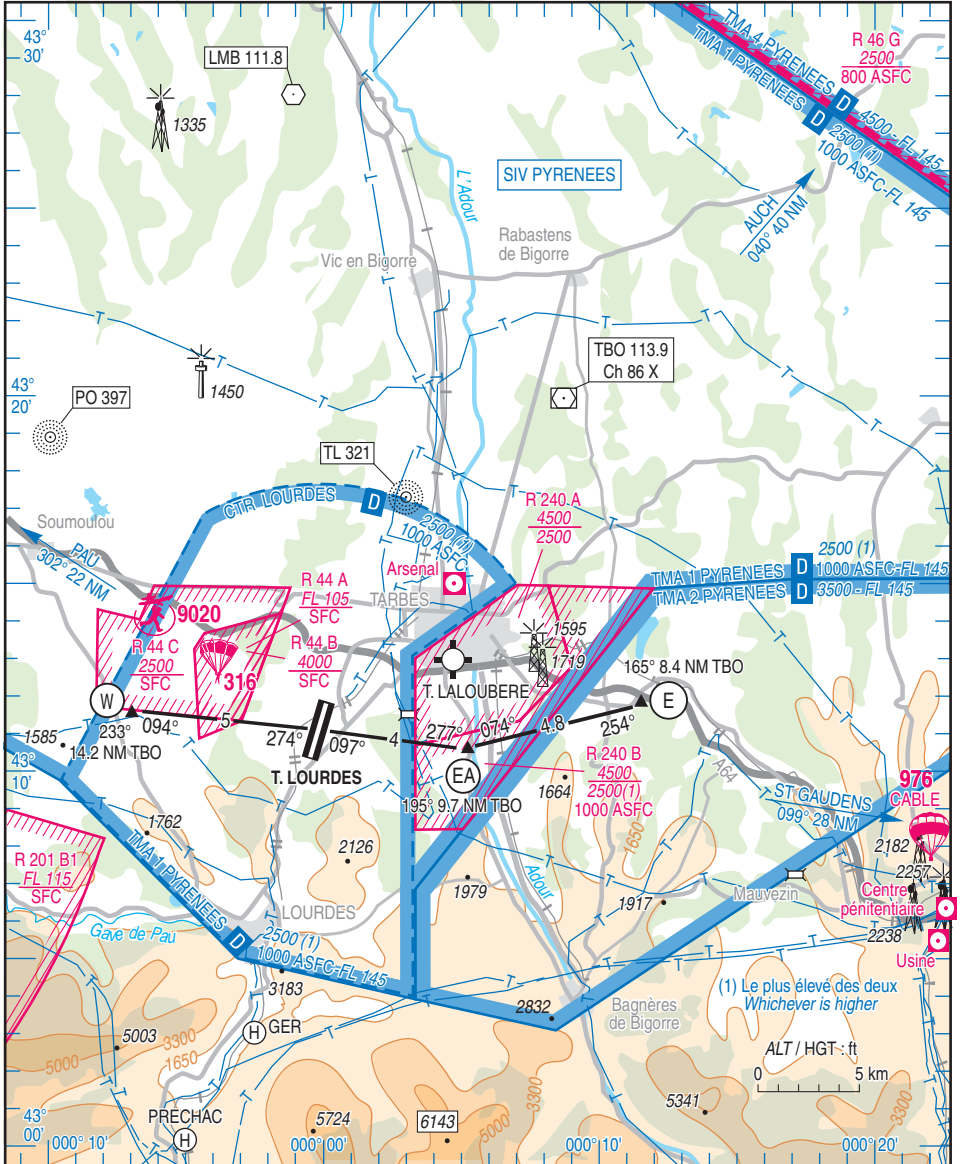 43°
30'
LMB 111.8
1335
TMA 4 PYRENEES
TMA 1 PYRENEES
R 46 G
2500
800 ASFC
D
4500 - FL 145
D
2500 (1)
1000 ASFC-FL 145
SIV PYRENEES
L'Adour
AUCH
040° 40 NM
Rabastens
de Bigorre
Vic en Bigorre
TBO 113.9
Ch 86 X
43°
20'
1450
PO 397
TL 321
CTR LOURDES
D
2500 (1)
1000 ASFC
R 240 A
4500
2500
Soumoulou
PAU
302° 22 NM
Arsenal
TARBES
R 44 A
FL 105
SFC
9020
R 44 C
2500
SFC
R 44 B
4000
SFC
316
TMA 1 PYRENEES
TMA 2 PYRENEES
D
D
2500 (1)
1000 ASFC-FL 145
3500 - FL 145
1595
1719
165° 8.4 NM TBO
T. LALOUBERE
W
E
233°
14.2 NM TBO
094°
5
274°
097°
4
277°
074°
4.8
254°
T. LOURDES
1585
43°
10'
EA
195° 9.7 NM TBO
R 240 B
4500
2500(1)
1000 ASFC
1664
A64
ST GAUDENS
099° 28 NM
976
CABLE
1762
2126
1650
2182
2257
R 201 B1
FL 115
SFC
TMA 1 PYRENEES
1979
Adour
1917
Mauvezin
Centre
pénitentiaire
LOURDES
Gave de Pau
D
2500 (1)
1000 ASFC-FL 145
2238
Usine
3183
2832
Bagnères
de Bigorre
(1) Le plus élevé des deux
Whichever is higher
H
GER
5003
3300
1650
5000
ALT / HGT : ft
0
5 km
43°
00'
PRECHAC
H
5724
6143
5000
3300
5341
3300
000° 10'
000° 00'
000° 10'
000° 20'